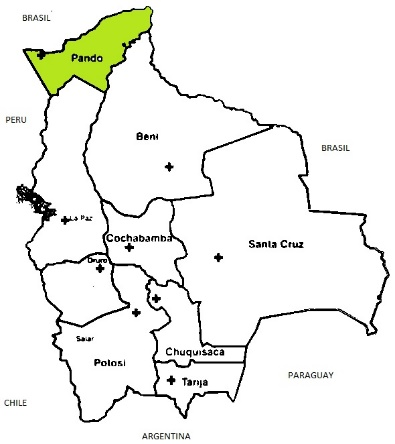 BRASIL
Pando
PERU
Beni
BRASIL
La Paz
Cochabamba
Santa Cruz
Oruro
Salar
Potosi
Chuquisaca
PARAGUAY
Tarija
CHILE
ARGENTINA